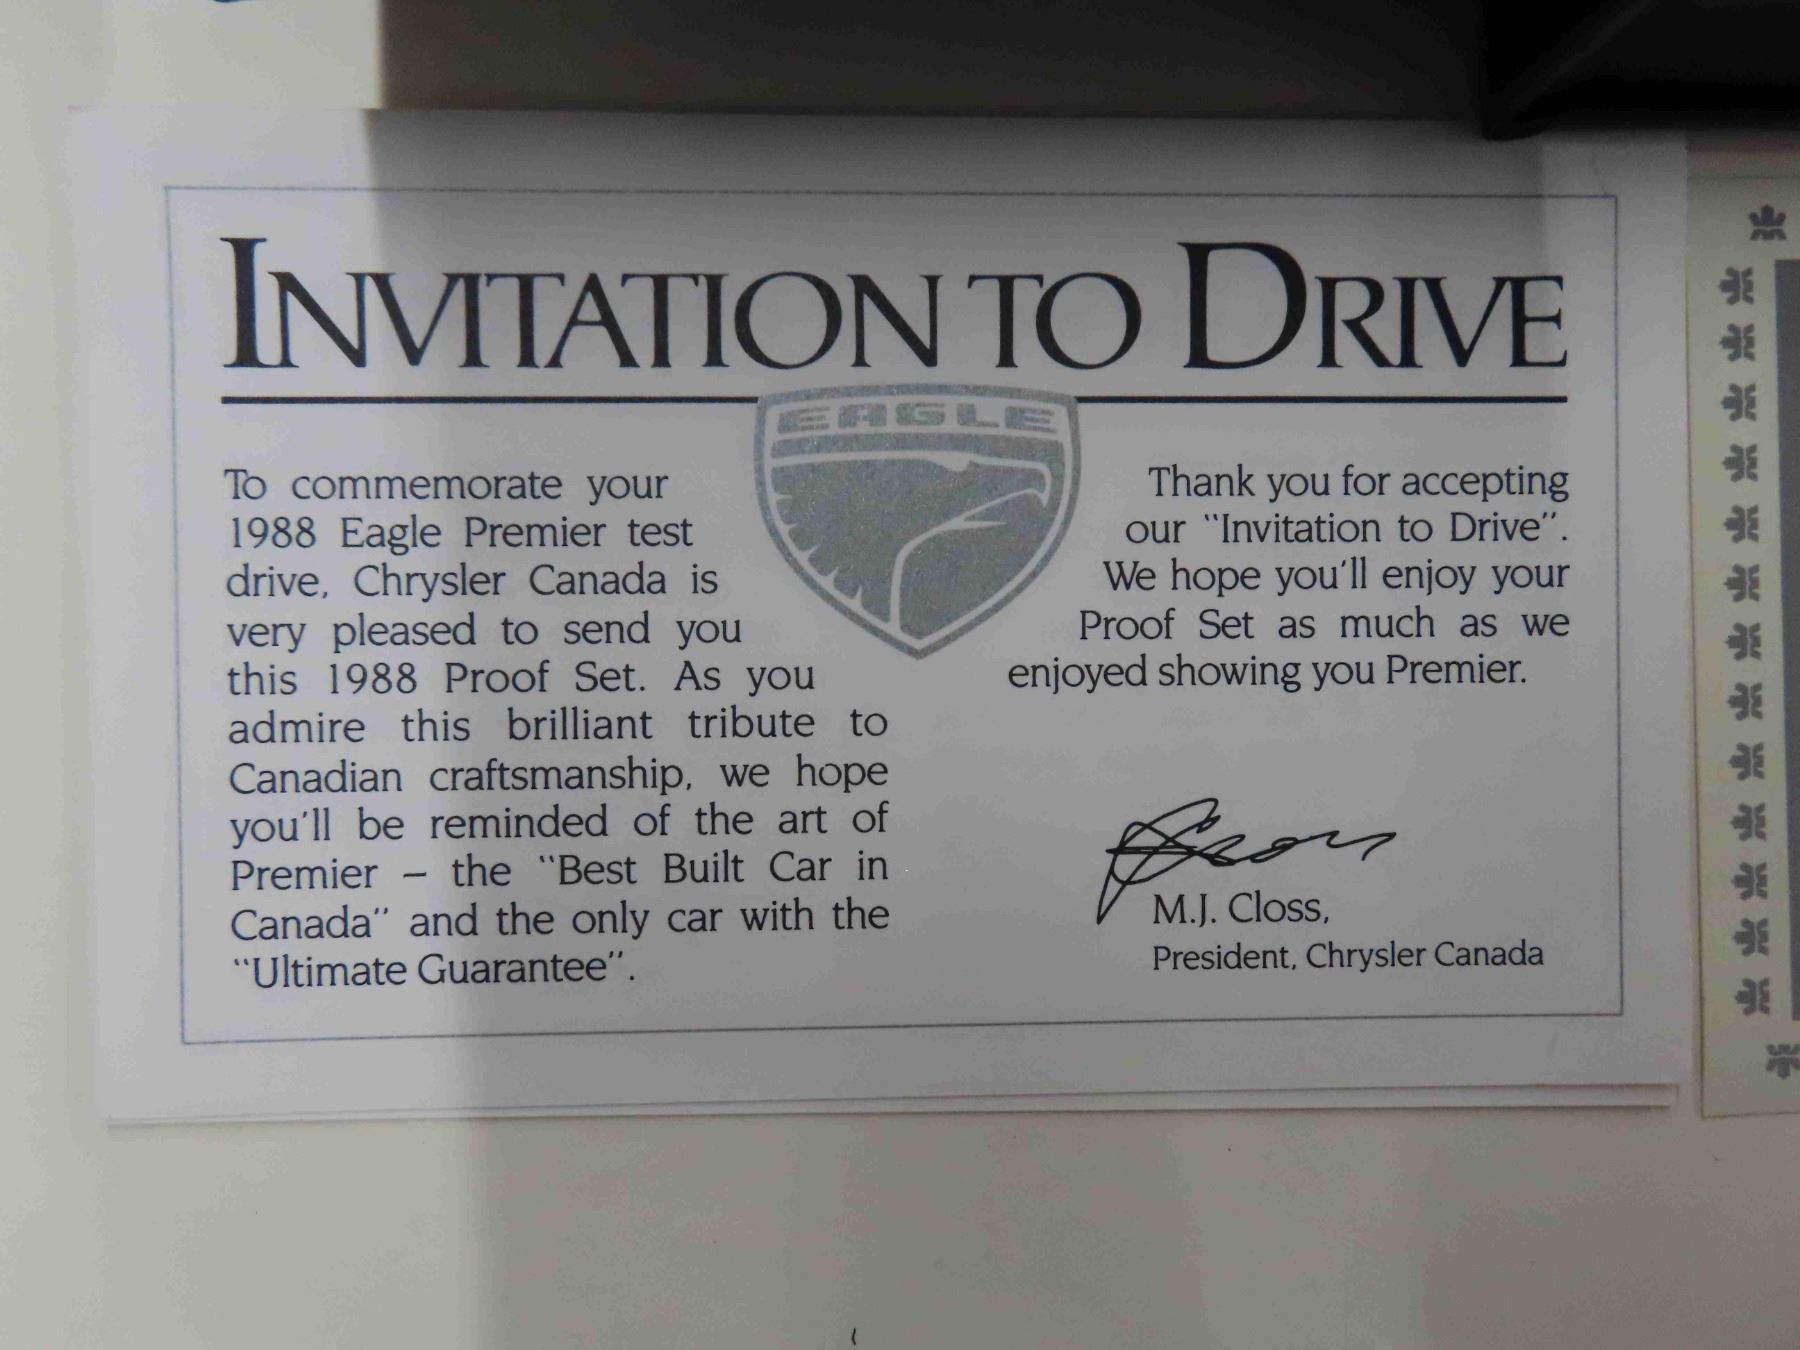 INVITATION TO DRIVE
EAGLE
To commemorate your
1988 Eagle Premier test
drive, Chrysler Canada is
very pleased to send you
this 1988 Proof Set. As you
admire this brilliant tribute to
Canadian craftsmanship, we hope
you'll be reminded of the art of
Premier – the "Best Built Car in
Canada" and the only car with the
"Ultimate Guarantee".
Thank you for accepting
our "Invitation to Drive".
We hope you'll enjoy your
Proof Set as much as we
enjoyed showing you Premier.
M.J. Closs,
President, Chrysler Canada